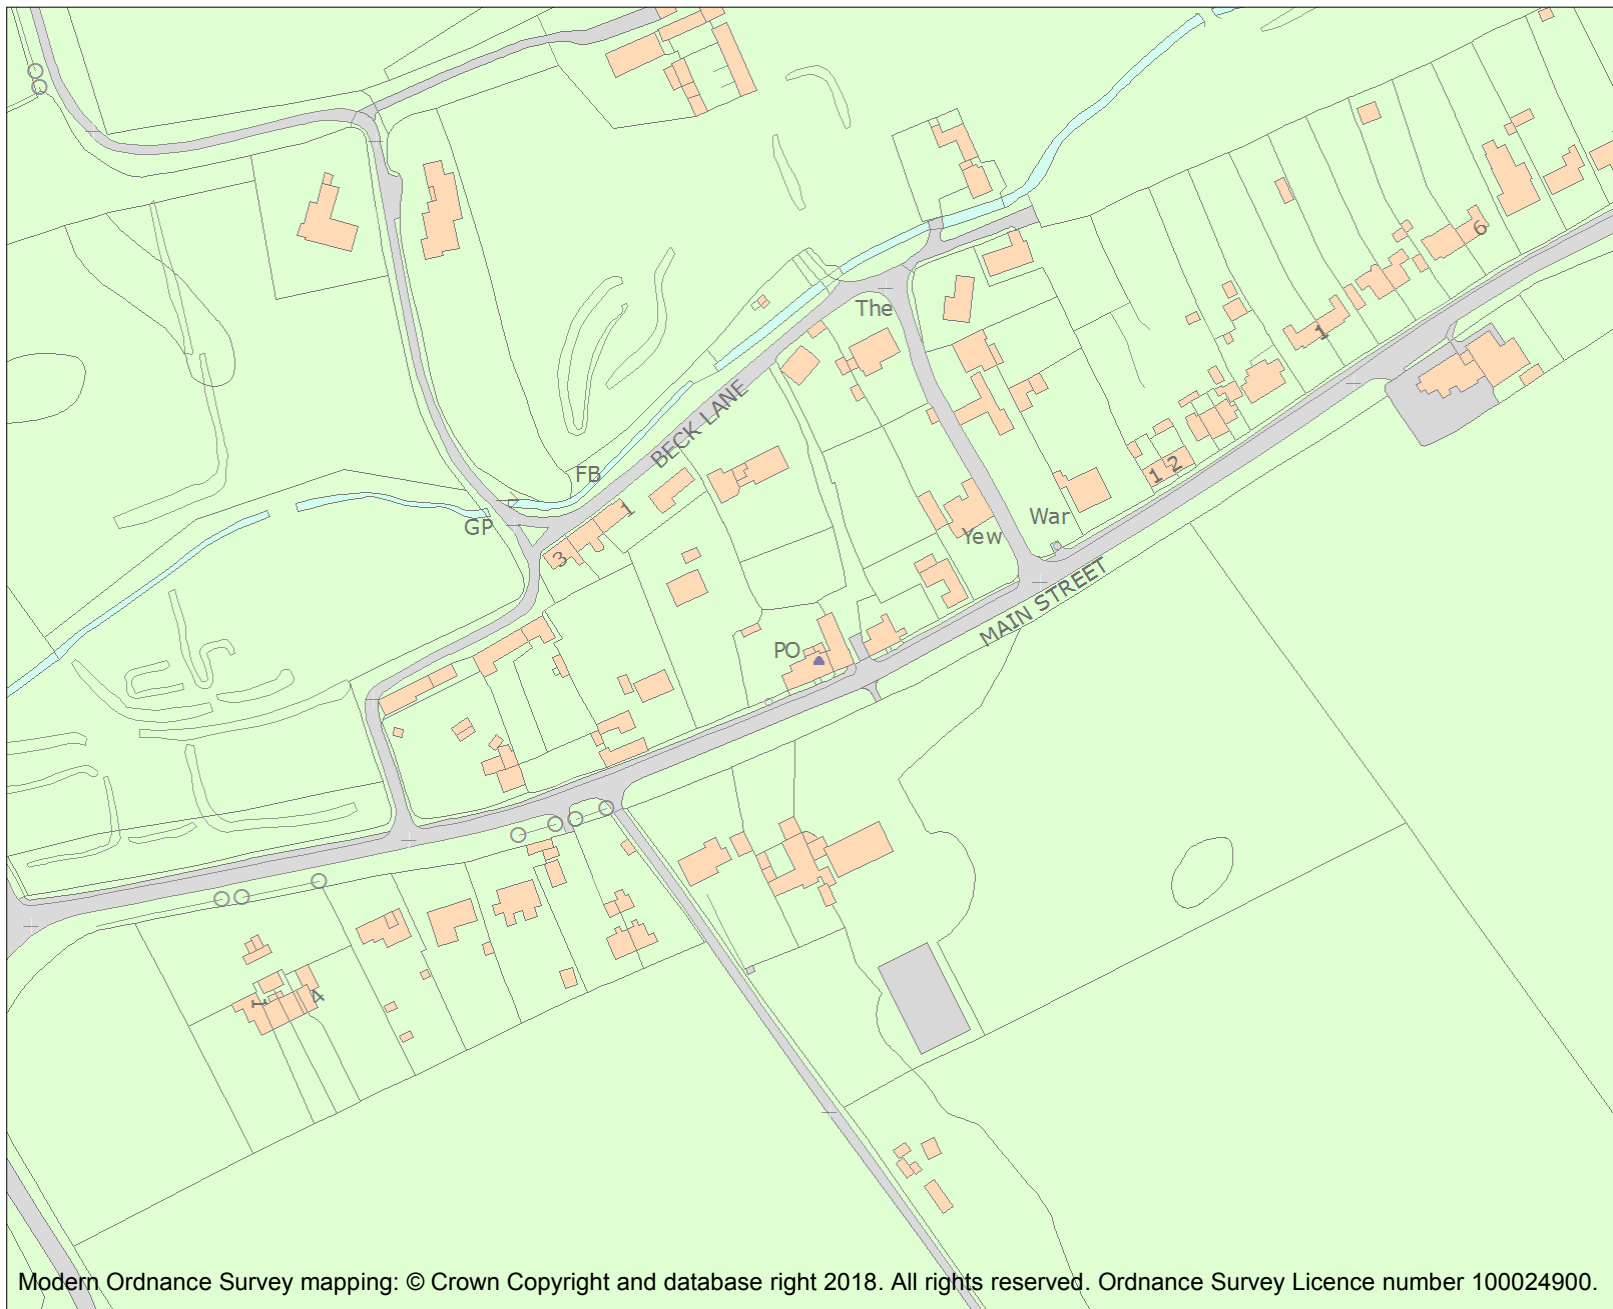 The
6
1
BECK LANE
FB
1 2
1
GP
War
Yew
3
MAIN STREET
PO
1
4
Modern Ordnance Survey mapping: © Crown Copyright and database right 2018. All rights reserved. Ordnance Survey Licence number 100024900.